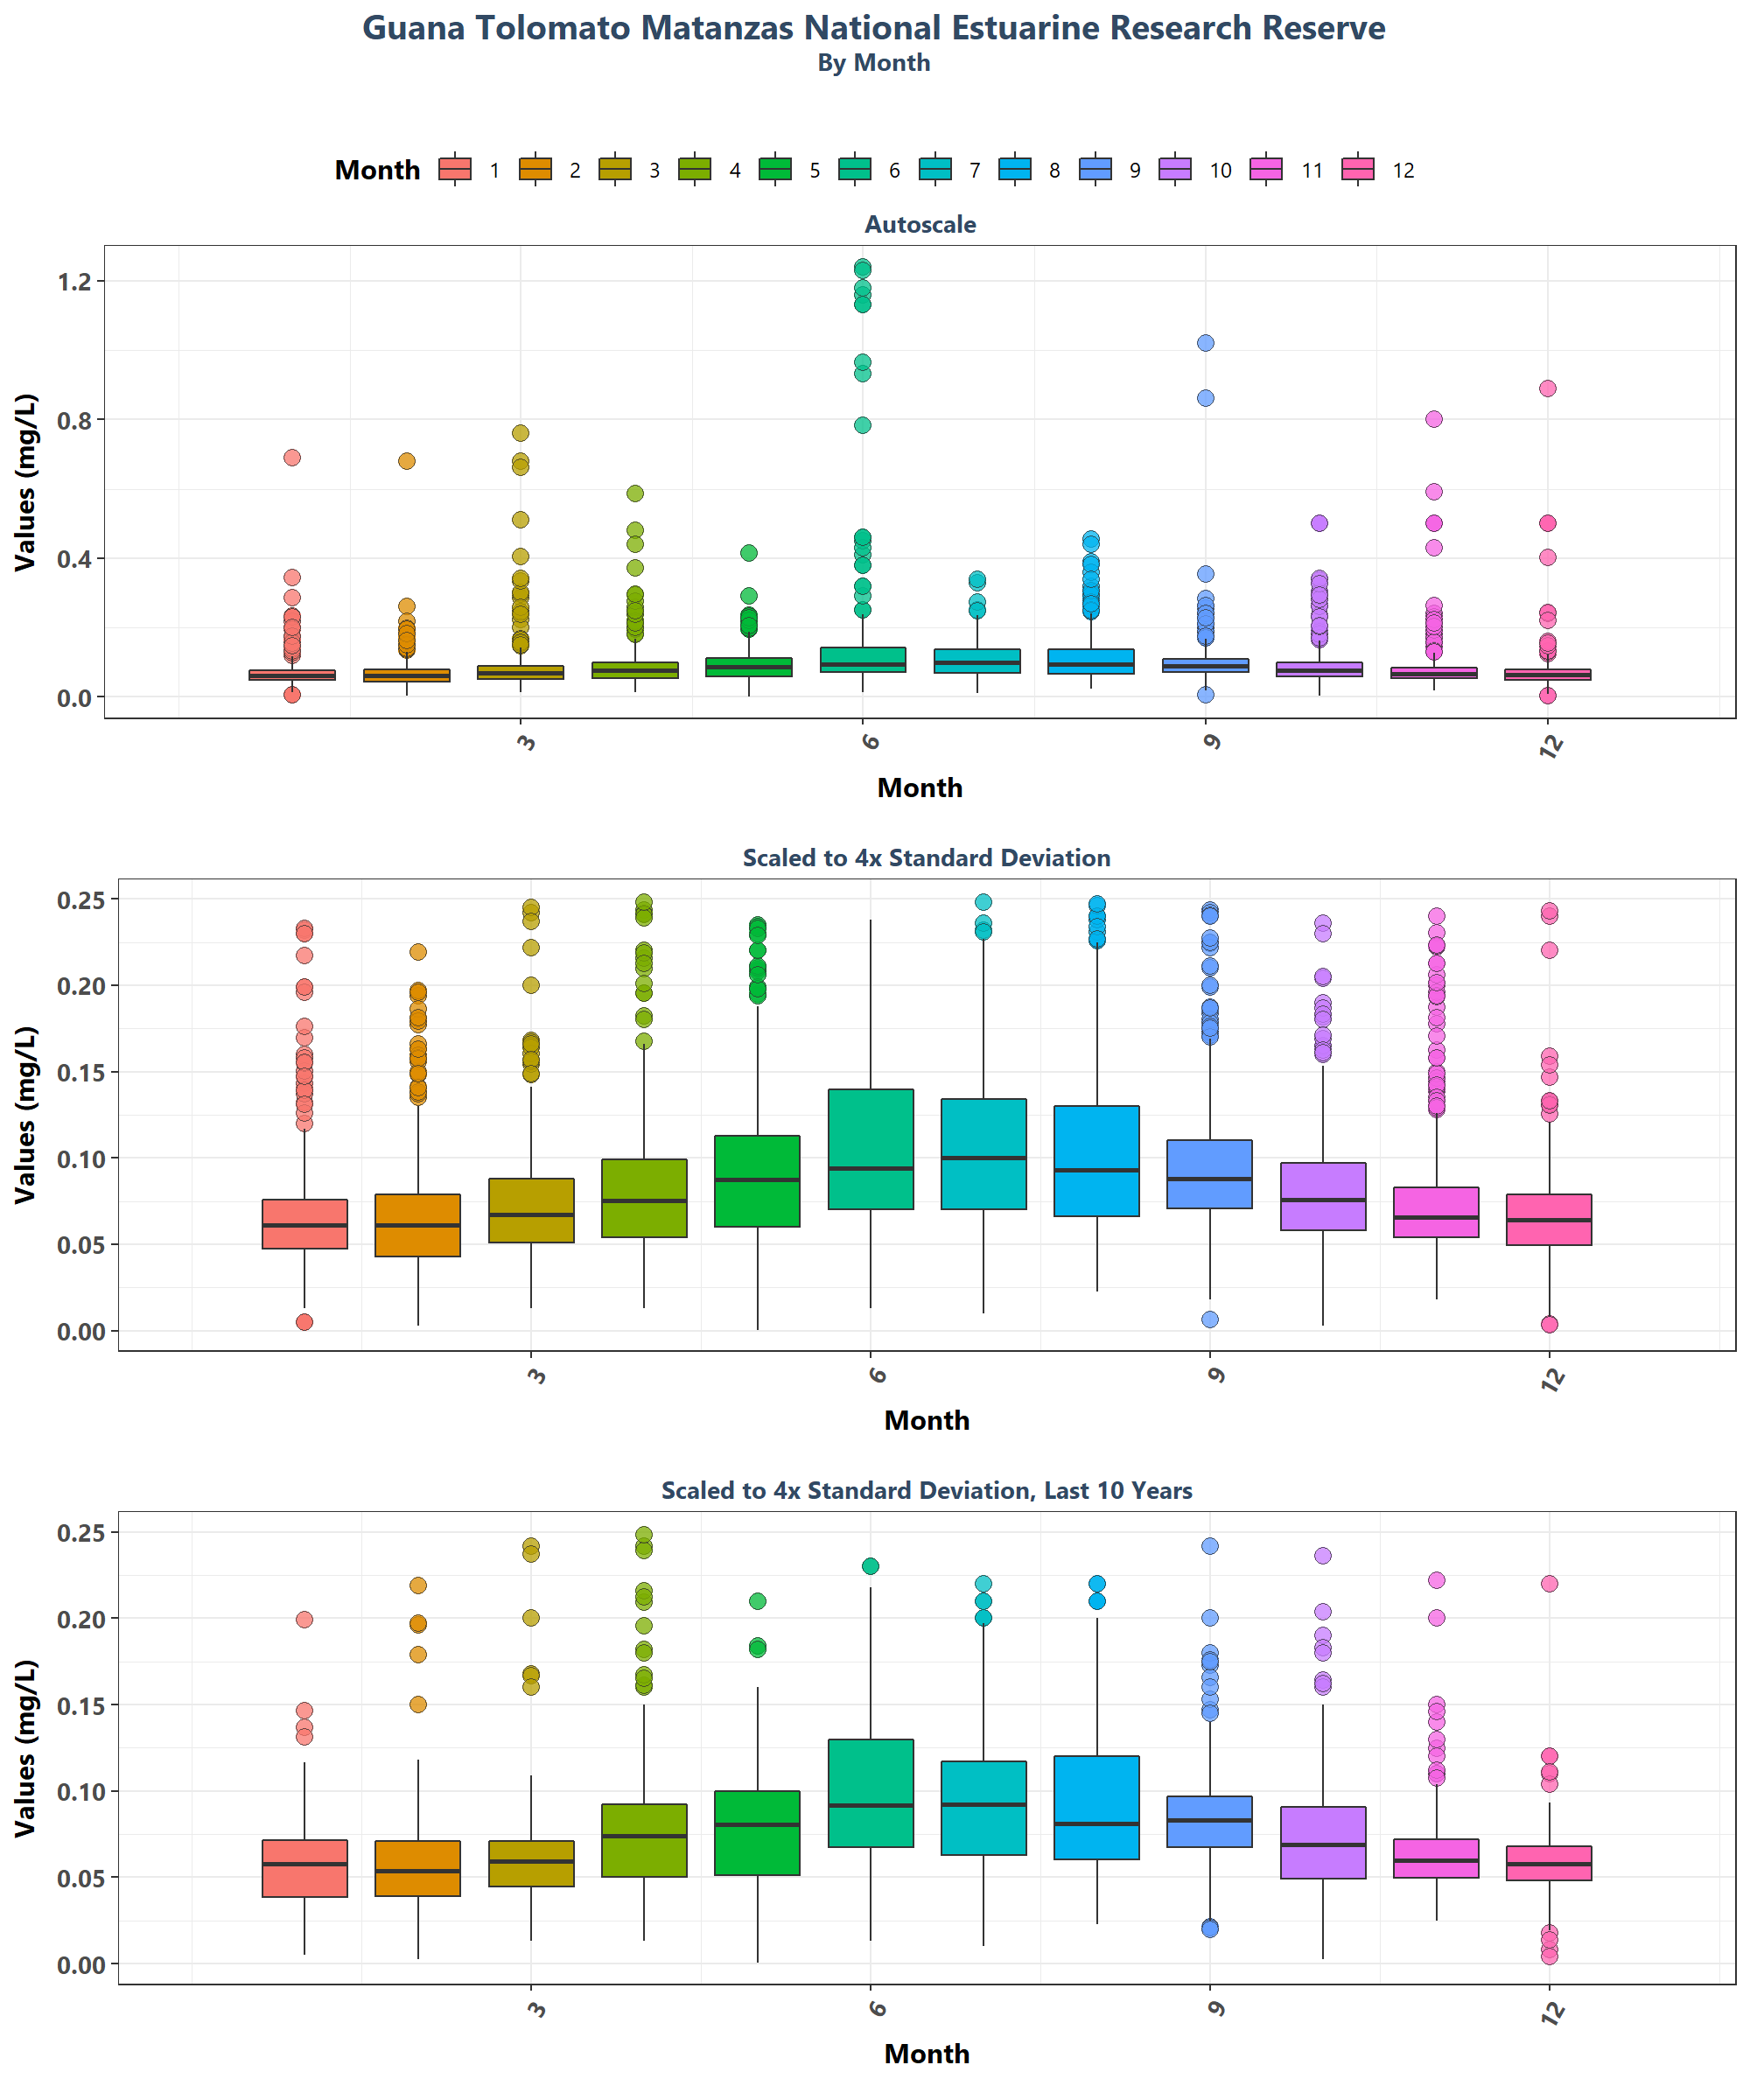 Guana Tolomato Matanzas National Estuarine Research Reserve
By Month
Month 1 2 3 4 5 6 7 8 9 10 11 12
Autoscale
Values (mg/L)
1.2
0.8
0.4
0.0
3 6 9 12
Month
Scaled to 4x Standard Deviation
Values (mg/L)
0.25
0.20
0.15
0.10
0.05
0.00
3 6 9 12
Month
Scaled to 4x Standard Deviation, Last 10 Years
Values (mg/L)
0.25
0.20
0.15
0.10
0.05
0.00
3 6 9 12
Month